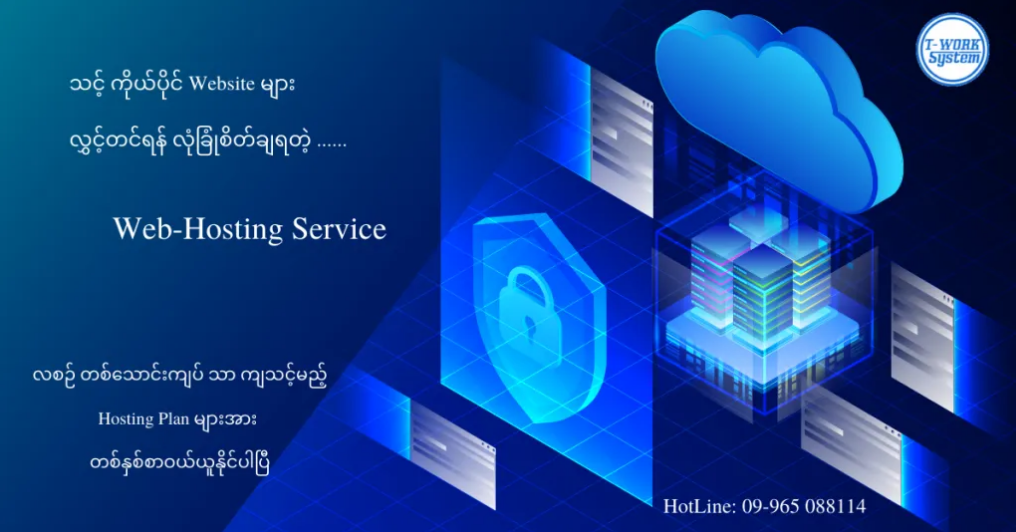 T-WORK
System
သင့် ကိုယ်ပိုင် Website များ
လွှင့်တင်ရန် လုံခြုံစိတ်ချရတဲ့ ......
Web-Hosting Service
လစဉ် တစ်သောင်းကျပ် သာ ကျသင့်မည့်
Hosting Plan များအား
တစ်နှစ်စာဝယ်ယူနိုင်ပါပြီ
HotLine: 09-965 088114